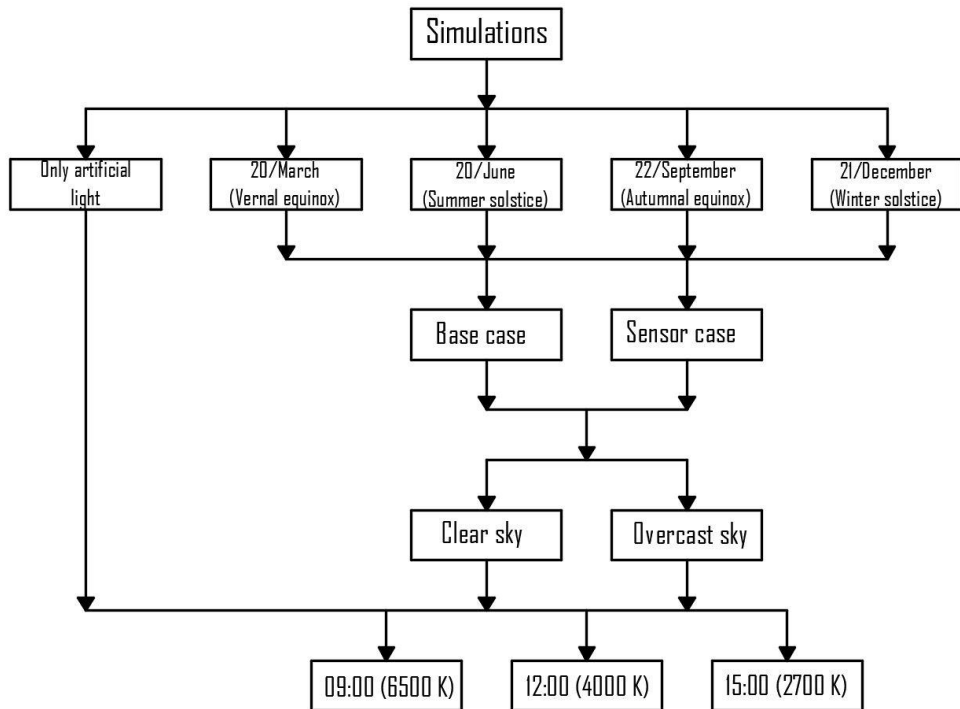 Simulations
Only artificial
light
20/March
(Vernal equinox)
20/June
(Summer solstice)
22/September
(Autumnal equinox)
21/December
(Winter solstice)
Base case
Sensor case
Clear sky
Overcast sky
09:00 (6500 K)
12:00 (4000 K)
15:00 (2700 K)